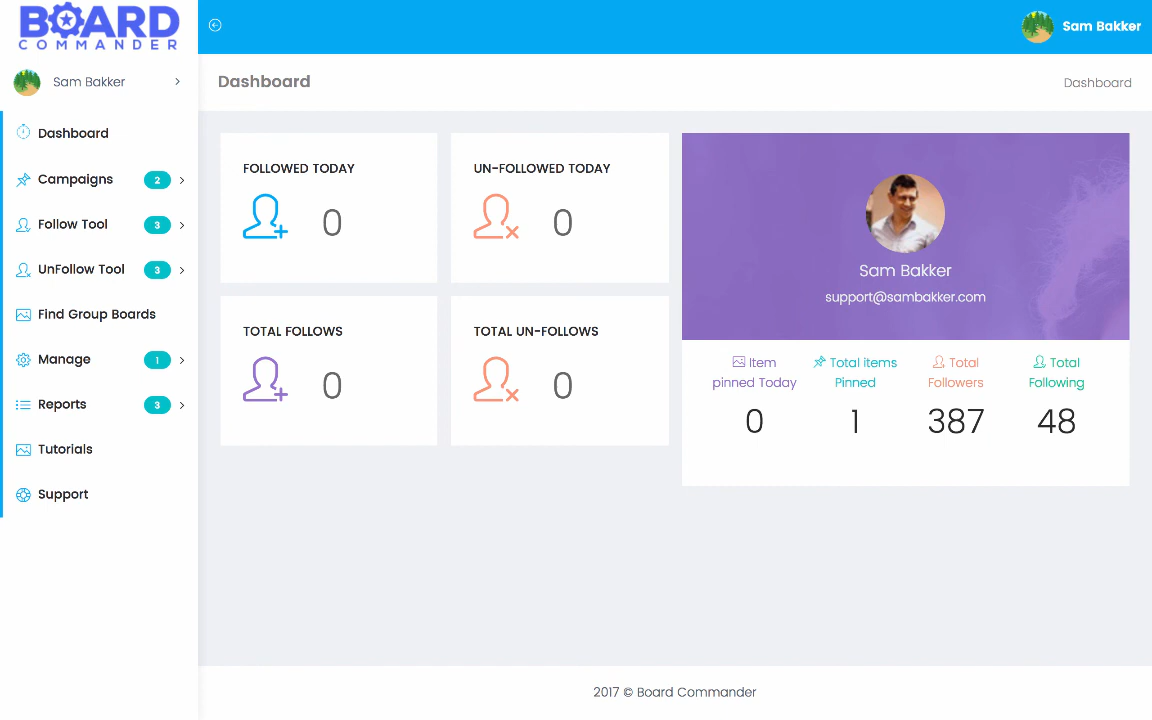 BOARD
COMMANDER
Sam Bakker
Sam Bakker
Dashboard
Dashboard
Dashboard
Campaigns 2
Follow Tool 3
UnFollow Tool 3
Find Group Boards
Manage 1
Reports 3
Tutorials
Support
FOLLOWED TODAY
0
UN-FOLLOWED TODAY
0
TOTAL FOLLOWS
0
TOTAL UN-FOLLOWS
0
Sam Bakker
support@sambakker.com
Item
pinned Today
0
Total items
Pinned
1
Total
Followers
387
Total
Following
48
2017 © Board Commander